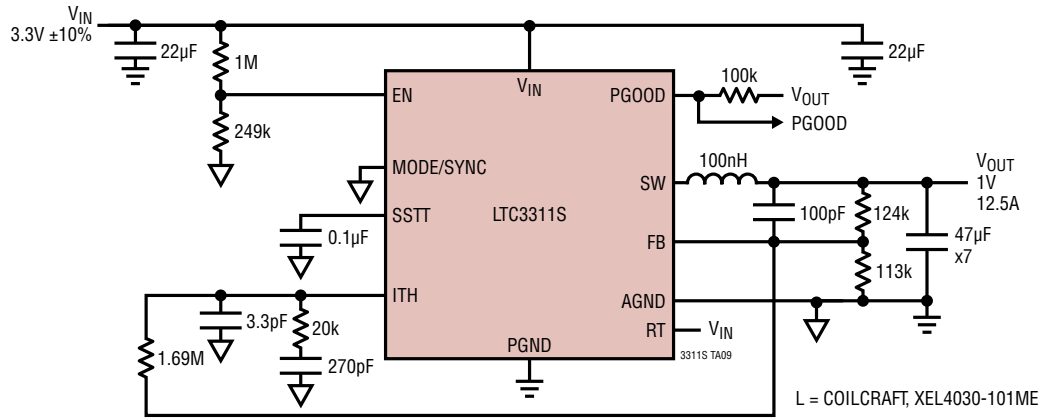 VIN
3.3V ±10%
22µF
1M
249k
VIN
22µF
EN
PGOOD
100k
VOUT
PGOOD
MODE/SYNC
100nH
SW
VOUT
1V
12.5A
SSTT
LTC3311S
0.1µF
100pF
124k
FB
47µF
x7
113k
ITH
AGND
3.3pF
20k
RT
VIN
1.69M
270pF
PGND
3311S TA09
L = COILCRAFT, XEL4030-101ME